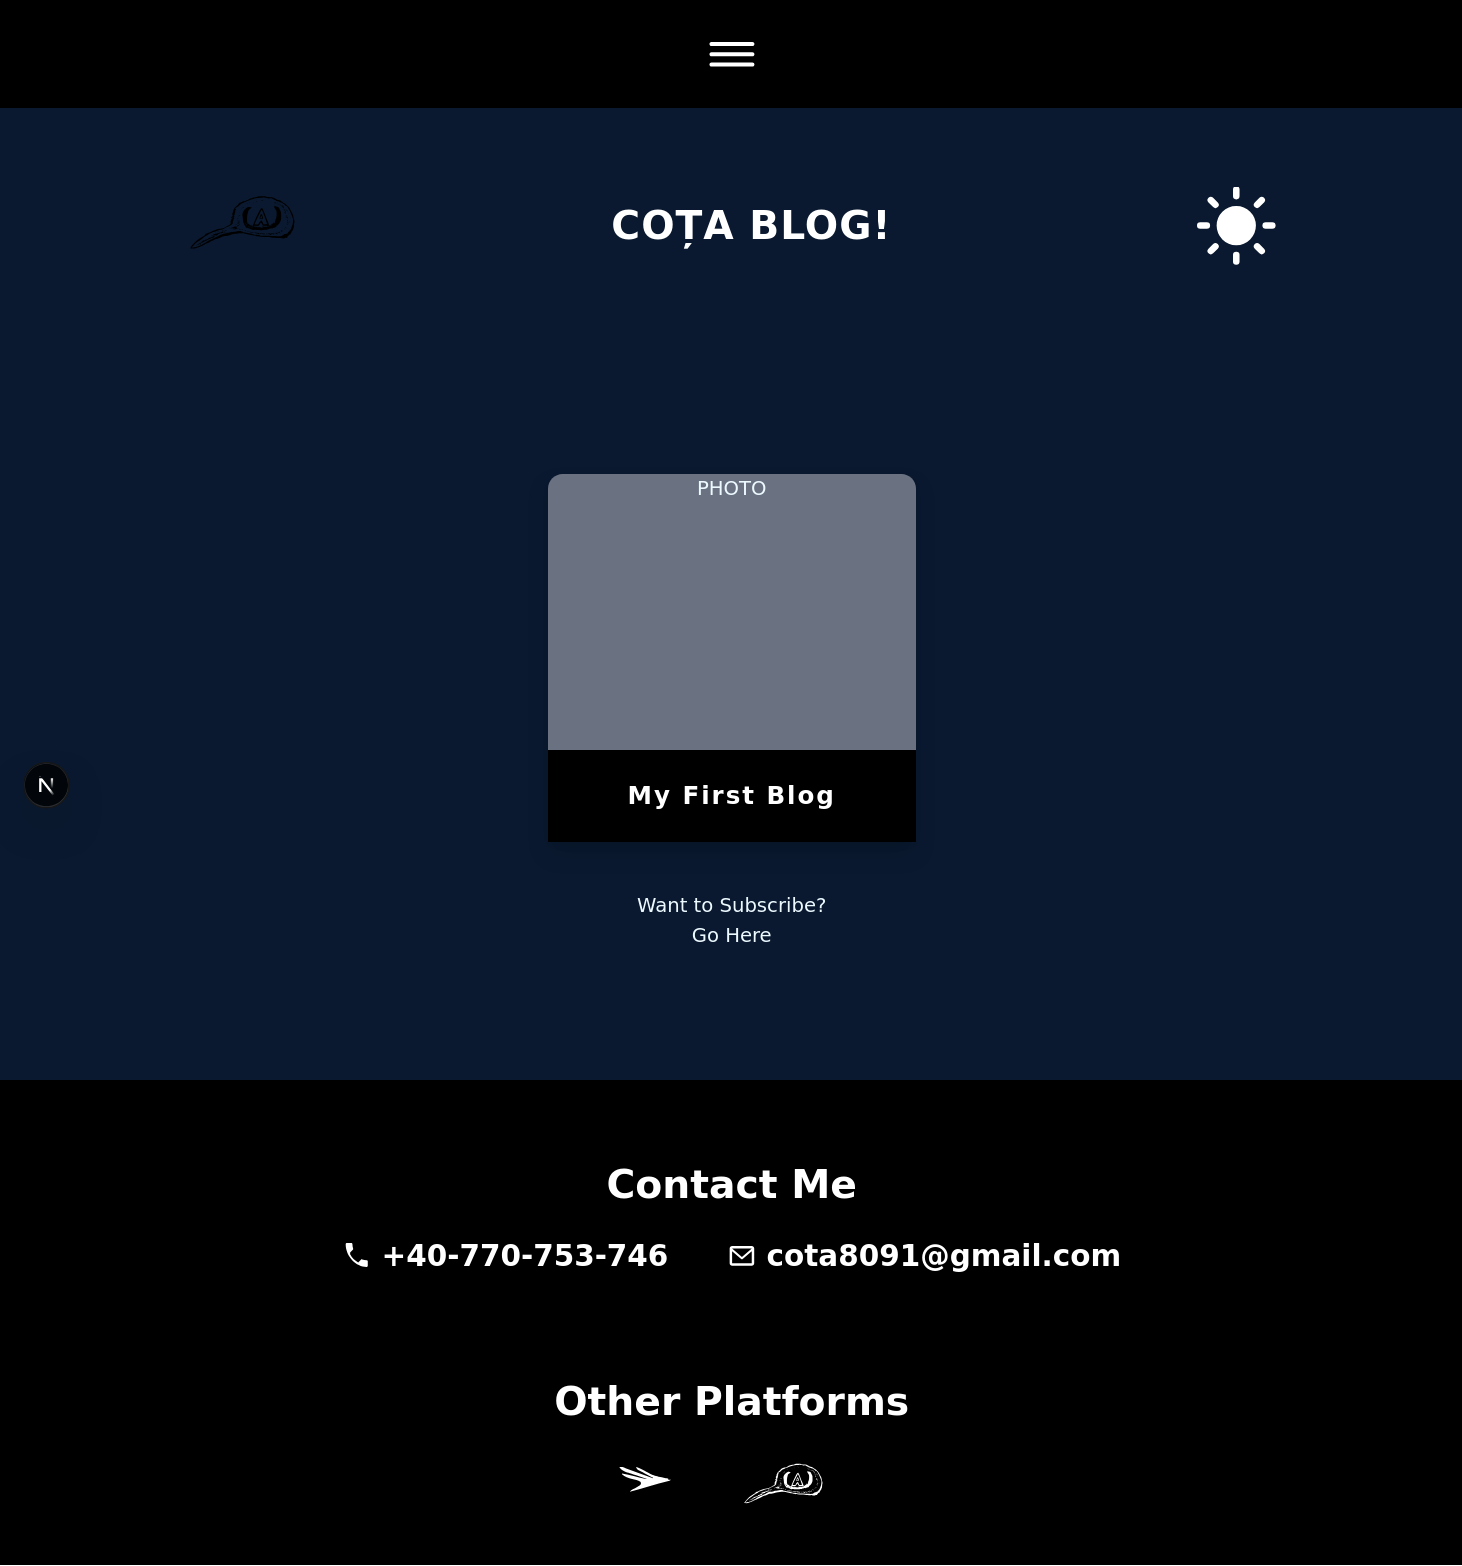 COȚA BLOG!
PHOTO
My First Blog
N
Want to Subscribe?
Go Here
Contact Me
+40-770-753-746
cota8091@gmail.com
Other Platforms